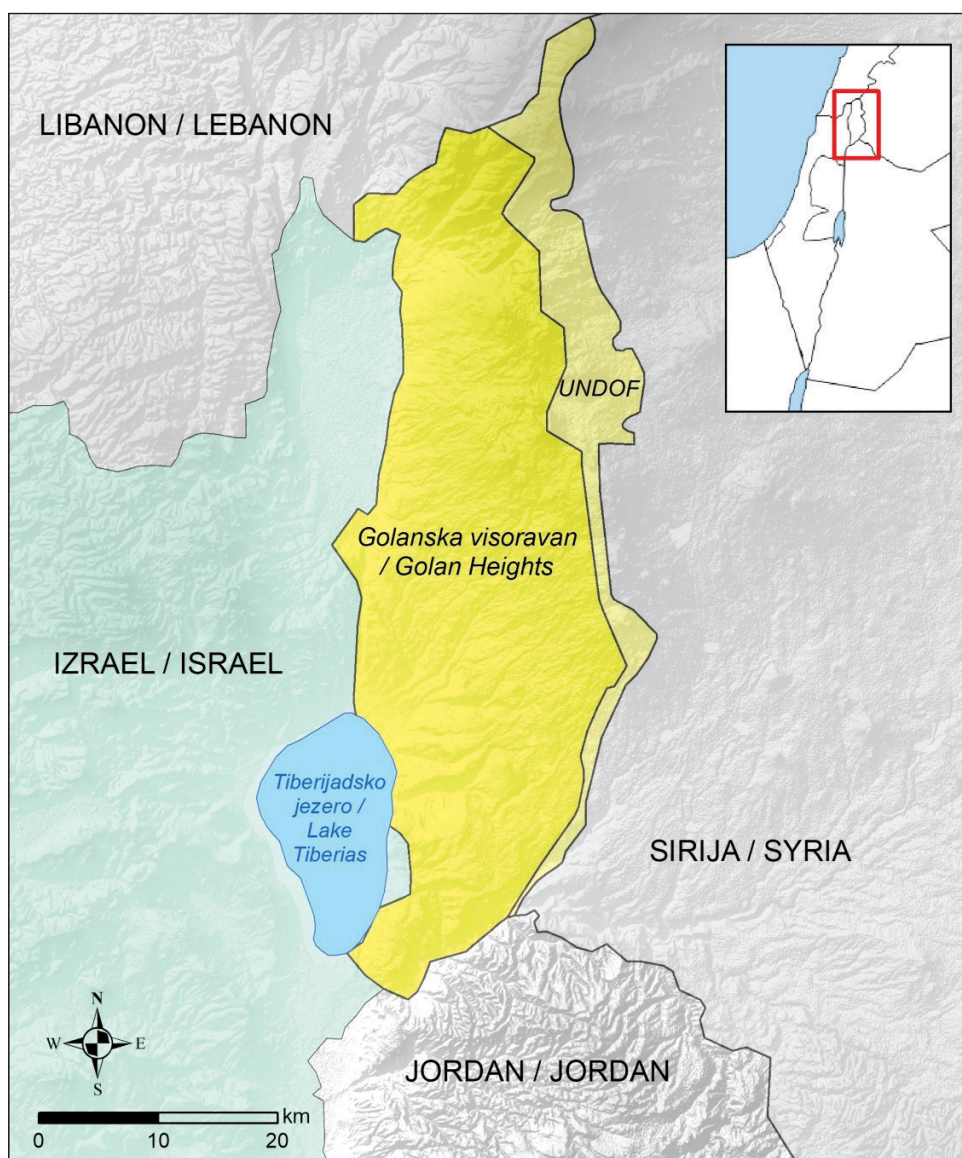 LIBANON / LEBANON
UNDOF
Golanska visoravan
/ Golan Heights
IZRAEL / ISRAEL
Tiberijadsko
jezero /
Lake
Tiberias
SIRIJA / SYRIA
N
W E
S
JORDAN / JORDAN
km
0 10 20